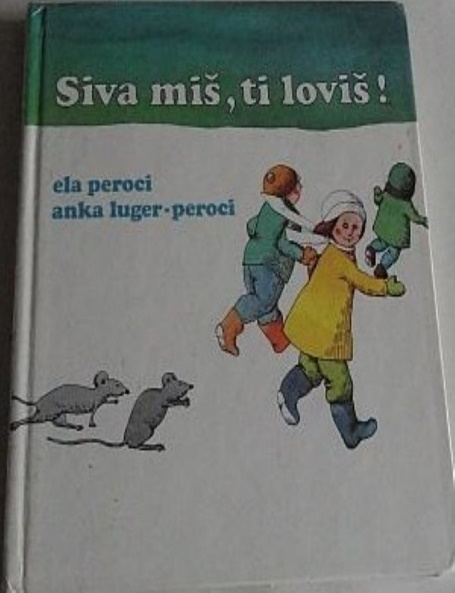 Siva miš, ti loviš!
ela peroci
anka luger-peroci